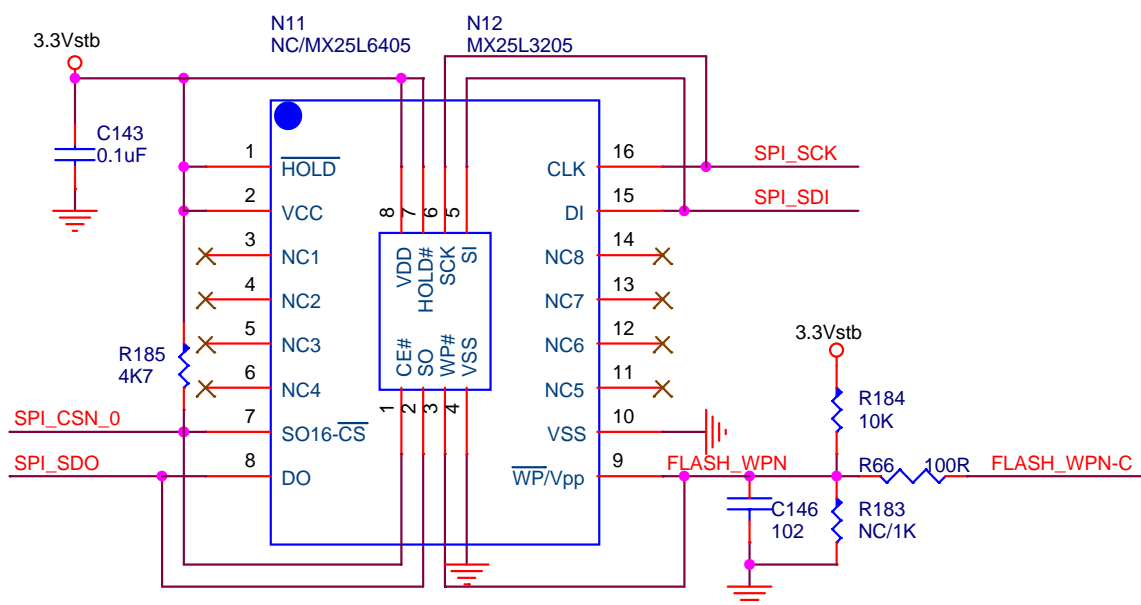 N11
NC/MX25L6405
N12
MX25L3205
3.3Vstb
C143
0.1uF
1
HOLD
2
VCC
3
NC1
4
NC2
5
NC3
6
NC4
7
SO16-CS
8
DO
R185
4K7
SPI_CSN_0
SPI_SDO
8
7
6
5
VDD
HOLD#
SCK
SI
CE#
SO
WP#
VSS
1
2
3
4
16
CLK
SPI_SCK
15
DI
SPI_SDI
14
NC8
13
NC7
12
NC6
11
NC5
10
VSS
9
WP/Vpp
FLASH_WPN
3.3Vstb
R184
10K
R66
100R
FLASH_WPN-C
C146
102
R183
NC/1K